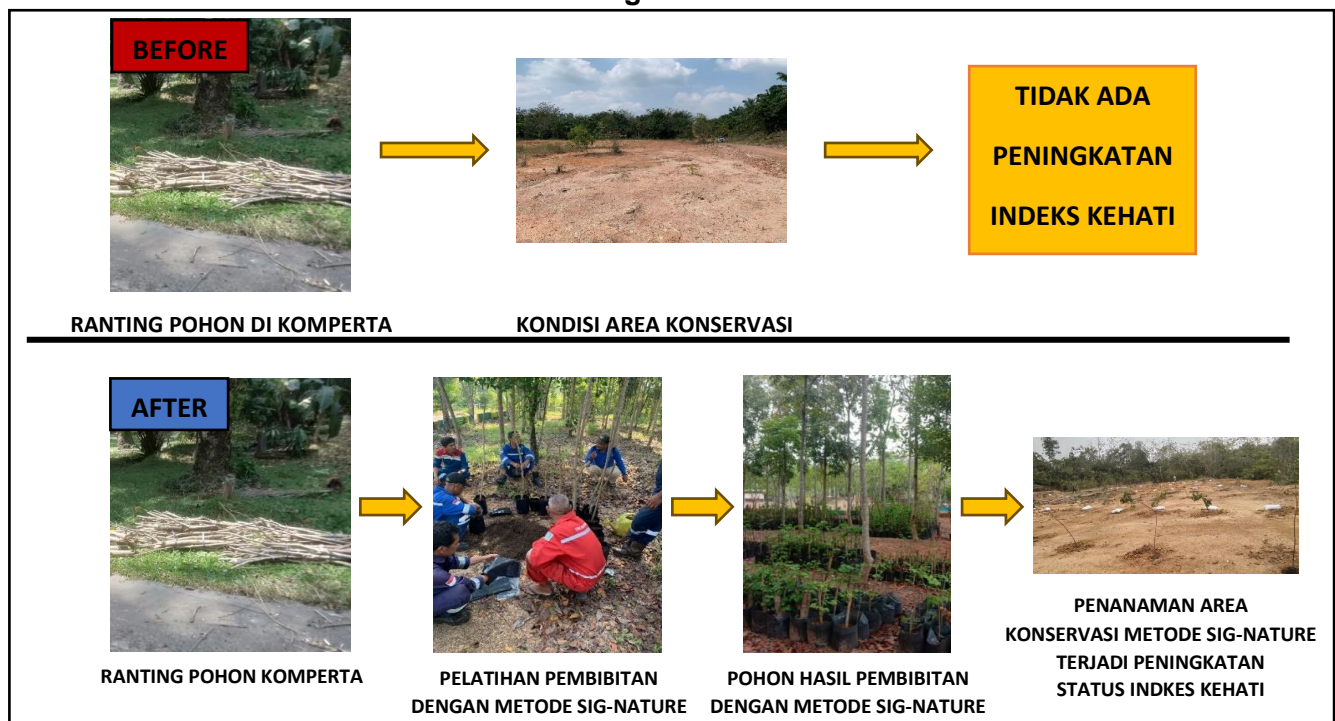 BEFORE
TIDAK ADA
PENINGKATAN
INDEKS KEHATI
RANTING POHON DI KOMPERTA
KONDISI AREA KONSERVASI
AFTER
RANTING POHON KOMPERTA
PELATIHAN PEMBIBITAN
DENGAN METODE SIG-NATURE
POHON HASIL PEMBIBITAN
DENGAN METODE SIG-NATURE
PENANAMAN AREA
KONSERVASI METODE SIG-NATURE
TERJADI PENINGKATAN
STATUS INDKES KEHATI